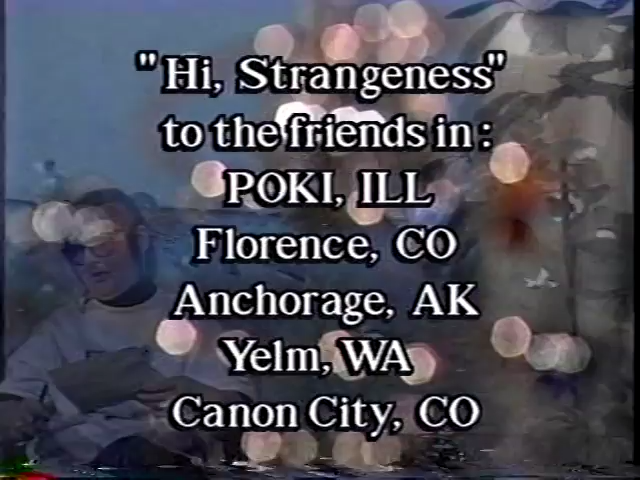 "Hi, Strangeness"
to the friends in:
POKI, ILL
Florence, CO
Anchorage, AK
Yelm, WA
Canon City, CO